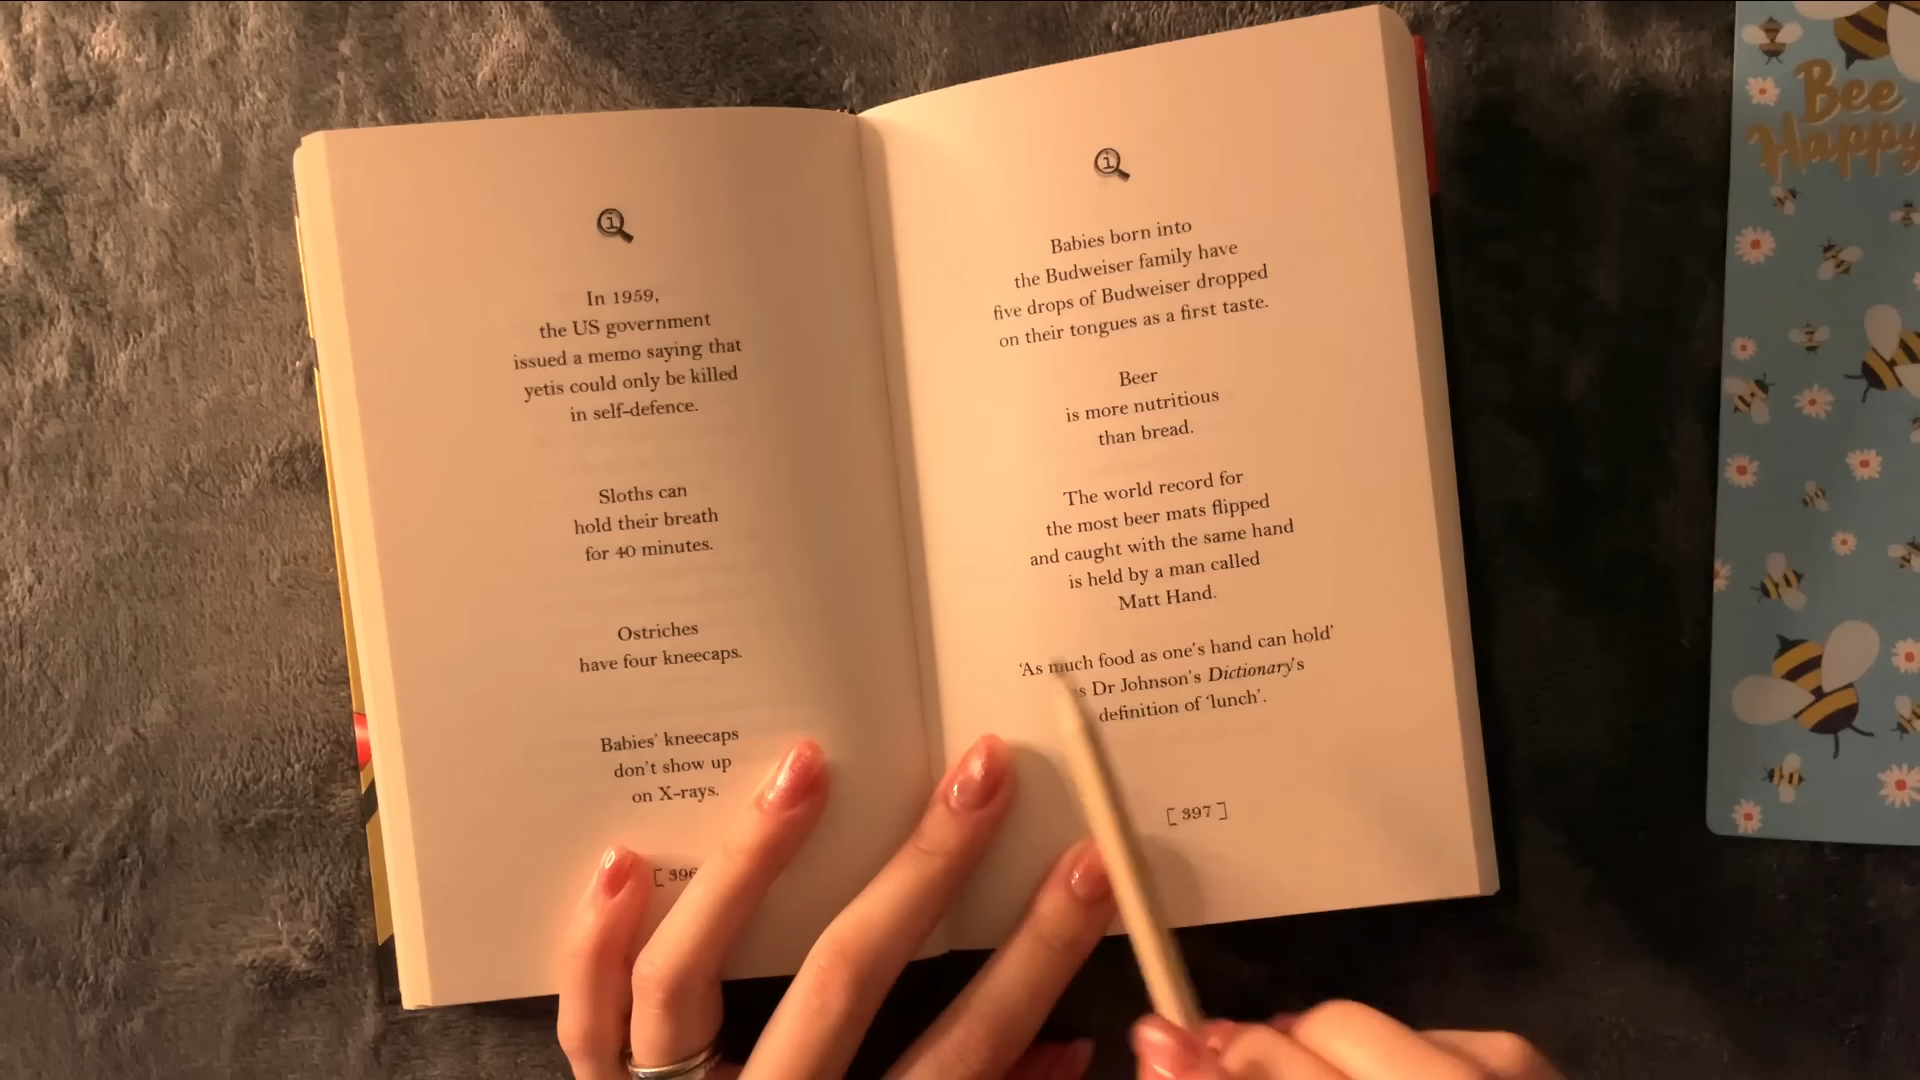 In 1959,
the US government
issued a memo saying that
yetis could only be killed
in self-defence.
Sloths can
hold their breath
for 40 minutes.
Ostriches
have four kneecaps.
Babies' kneecaps
don't show up
on X-rays.
[ 396
Babies born into
the Budweiser family have
five drops of Budweiser dropped
on their tongues as a first taste.
Beer
is more nutritious
than bread.
The world record for
the most beer mats flipped
and caught with the same hand
is held by a man called
Matt Hand.
'As much food as one's hand can hold'
Dr Johnson's Dictionary's
definition of 'lunch'.
[ 397 ]
Bee
Happy